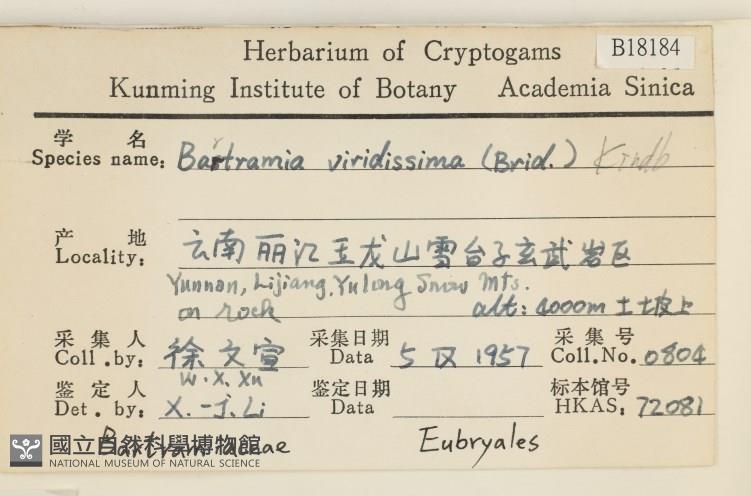 Herbarium of Cryptogams B18184
Kunming Institute of Botany Academia Sinica
学 名
Species name: Bartramia viridissima (Brid.) Kindb
产 地
Locality: 云南丽江玉龙山雪台子玄武岩区
Yunnan, Lijiang, Yulong Snow Mts.
on rock alt: 4000m 土坡上
采 集 人 采集日期 采 集 号
Coll.by: 徐文宣 Data 5 IX 1957 Coll.No. 0804
W. X. Xu
鉴 定 人 鉴定日期 标本馆号
Det. by: X.-J. Li Data HKAS: 72081
Bartramiaceae Eubryales
國立自然科學博物館
NATIONAL MUSEUM OF NATURAL SCIENCE